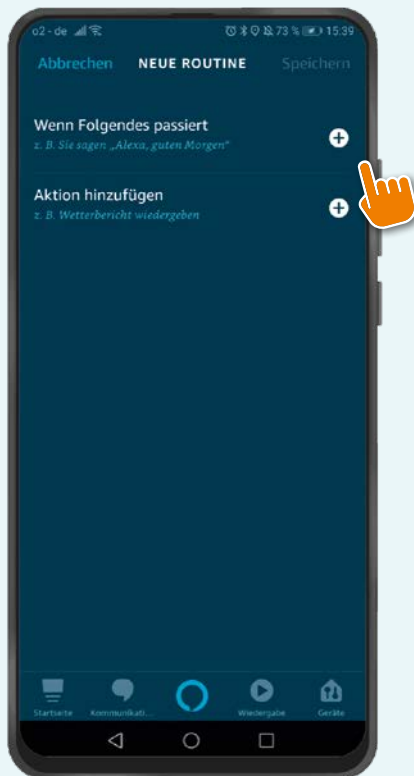 o2 - de 73 % 15:39
Abbrechen NEUE ROUTINE Speichern
Wenn Folgendes passiert
z. B. Sie sagen „Alexa, guten Morgen"
Aktion hinzufügen
z. B. Wetterbericht wiedergeben
Startseite Kommunikati... Wiedergabe Geräte